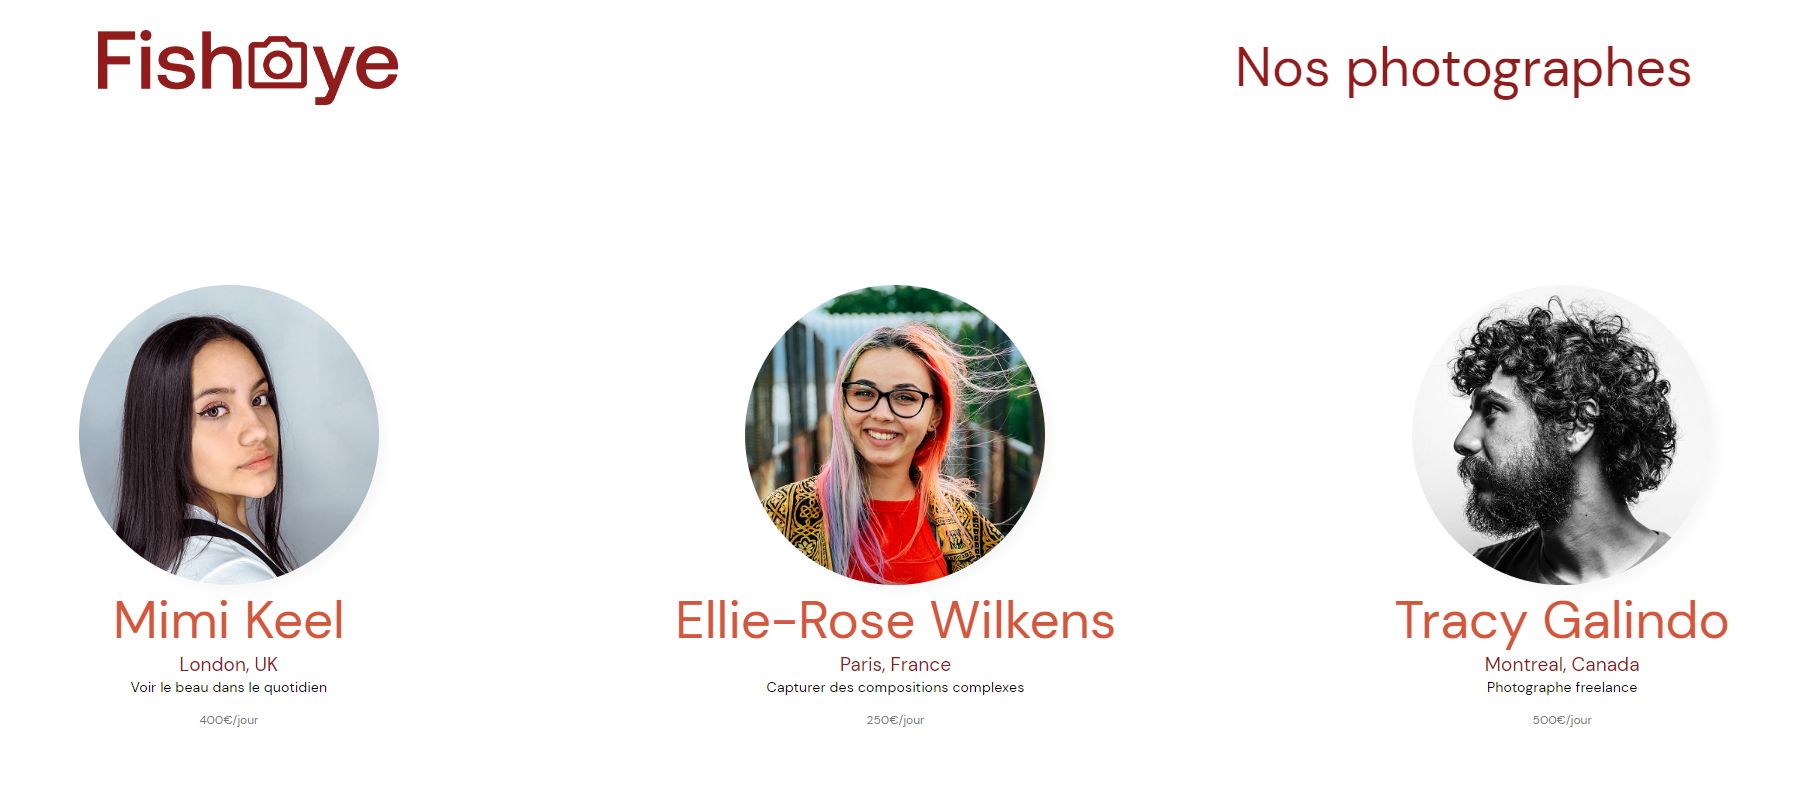 Fisheye
Nos photographes
Mimi Keel
London, UK
Voir le beau dans le quotidien
400€/jour
Ellie-Rose Wilkens
Paris, France
Capturer des compositions complexes
250€/jour
Tracy Galindo
Montreal, Canada
Photographe freelance
500€/jour